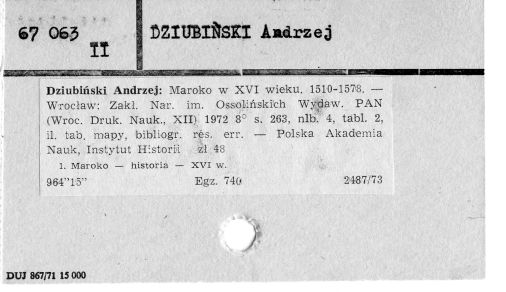 67 063
II
DZIUBIŃSKI Andrzej
Dziubiński Andrzej: Maroko w XVI wieku. 1510-1578. —
Wrocław: Zakł. Nar. im. Ossolińskich Wydaw. PAN
(Wroc. Druk. Nauk., XII) 1972 8° s. 263, nlb. 4, tabl. 2,
il. tab. mapy, bibliogr. res. err. — Polska Akademia
Nauk, Instytut Historii zł 48
1. Maroko — historia — XVI w.
964"15" Egz. 740 2487/73
DUJ 867/71 15 000